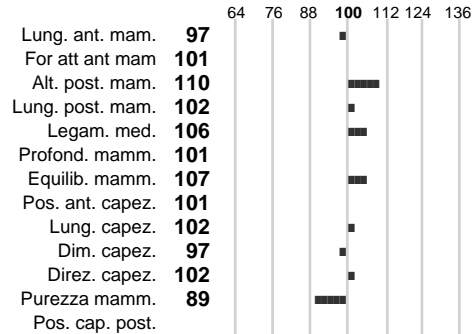 64 76 88 100 112 124 136
Lung. ant. mam. 97
For att ant mam 101
Alt. post. mam. 110
Lung. post. mam. 102
Legam. med. 106
Profond. mamm. 101
Equilib. mamm. 107
Pos. ant. capez. 101
Lung. capez. 102
Dim. capez. 97
Direz. capez. 102
Purezza mamm. 89
Pos. cap. post.